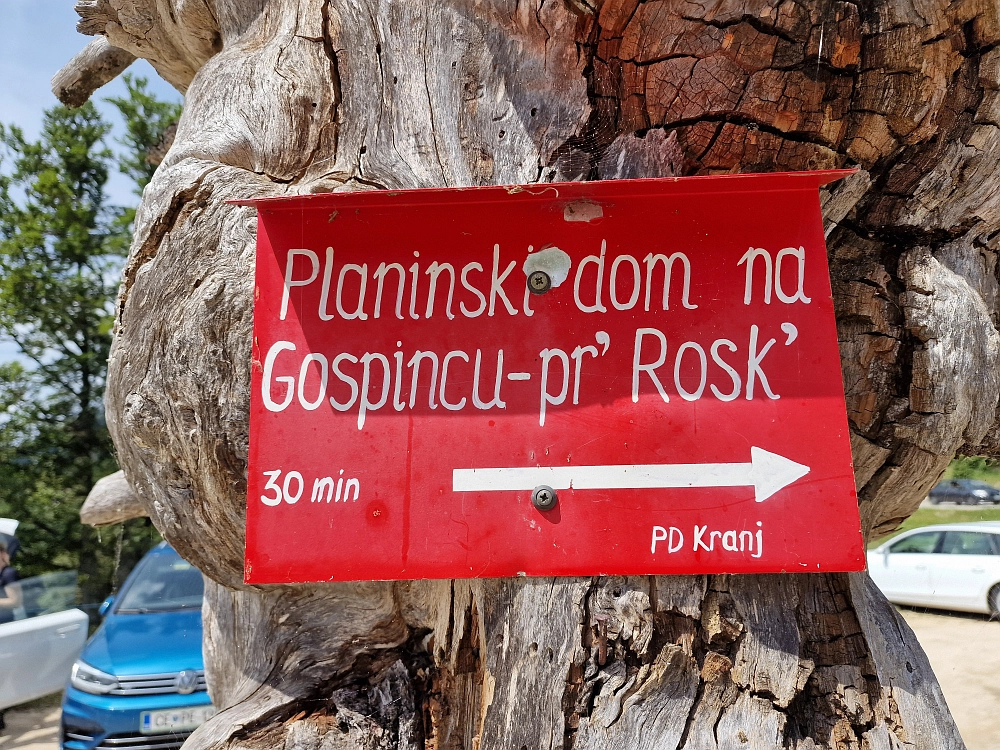 Planinski dom na
Gospincu-pr' Rosk'
30 min
PD Kranj